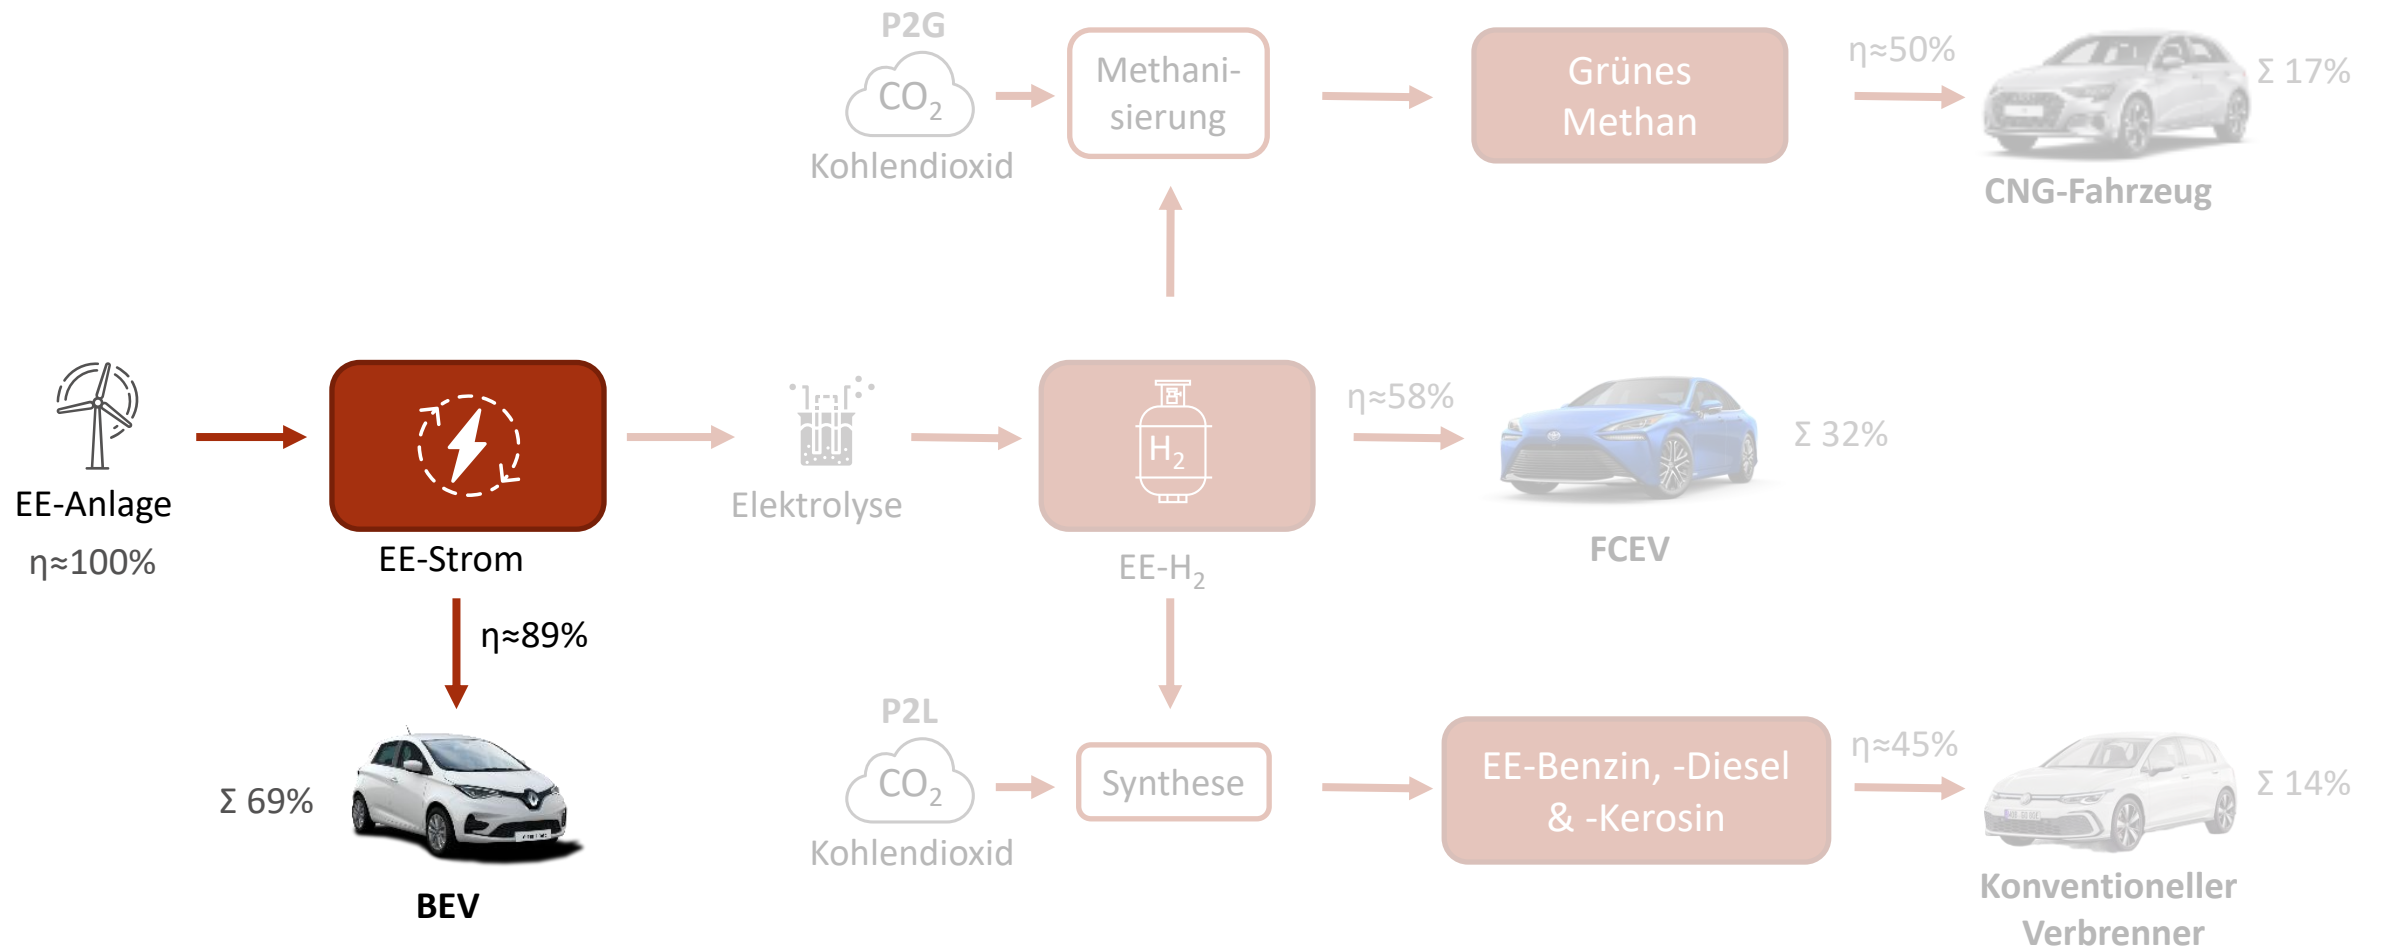 P2G
CO2
Kohlendioxid
Methani-
sierung
Grünes
Methan
η≈50%
Σ 17%
CNG-Fahrzeug
EE-Anlage
η≈100%
EE-Strom
Elektrolyse
H2
EE-H2
η≈58%
Σ 32%
FCEV
η≈89%
Σ 69%
BEV
P2L
CO2
Kohlendioxid
Synthese
EE-Benzin, -Diesel
& -Kerosin
η≈45%
Σ 14%
Konventioneller
Verbrenner